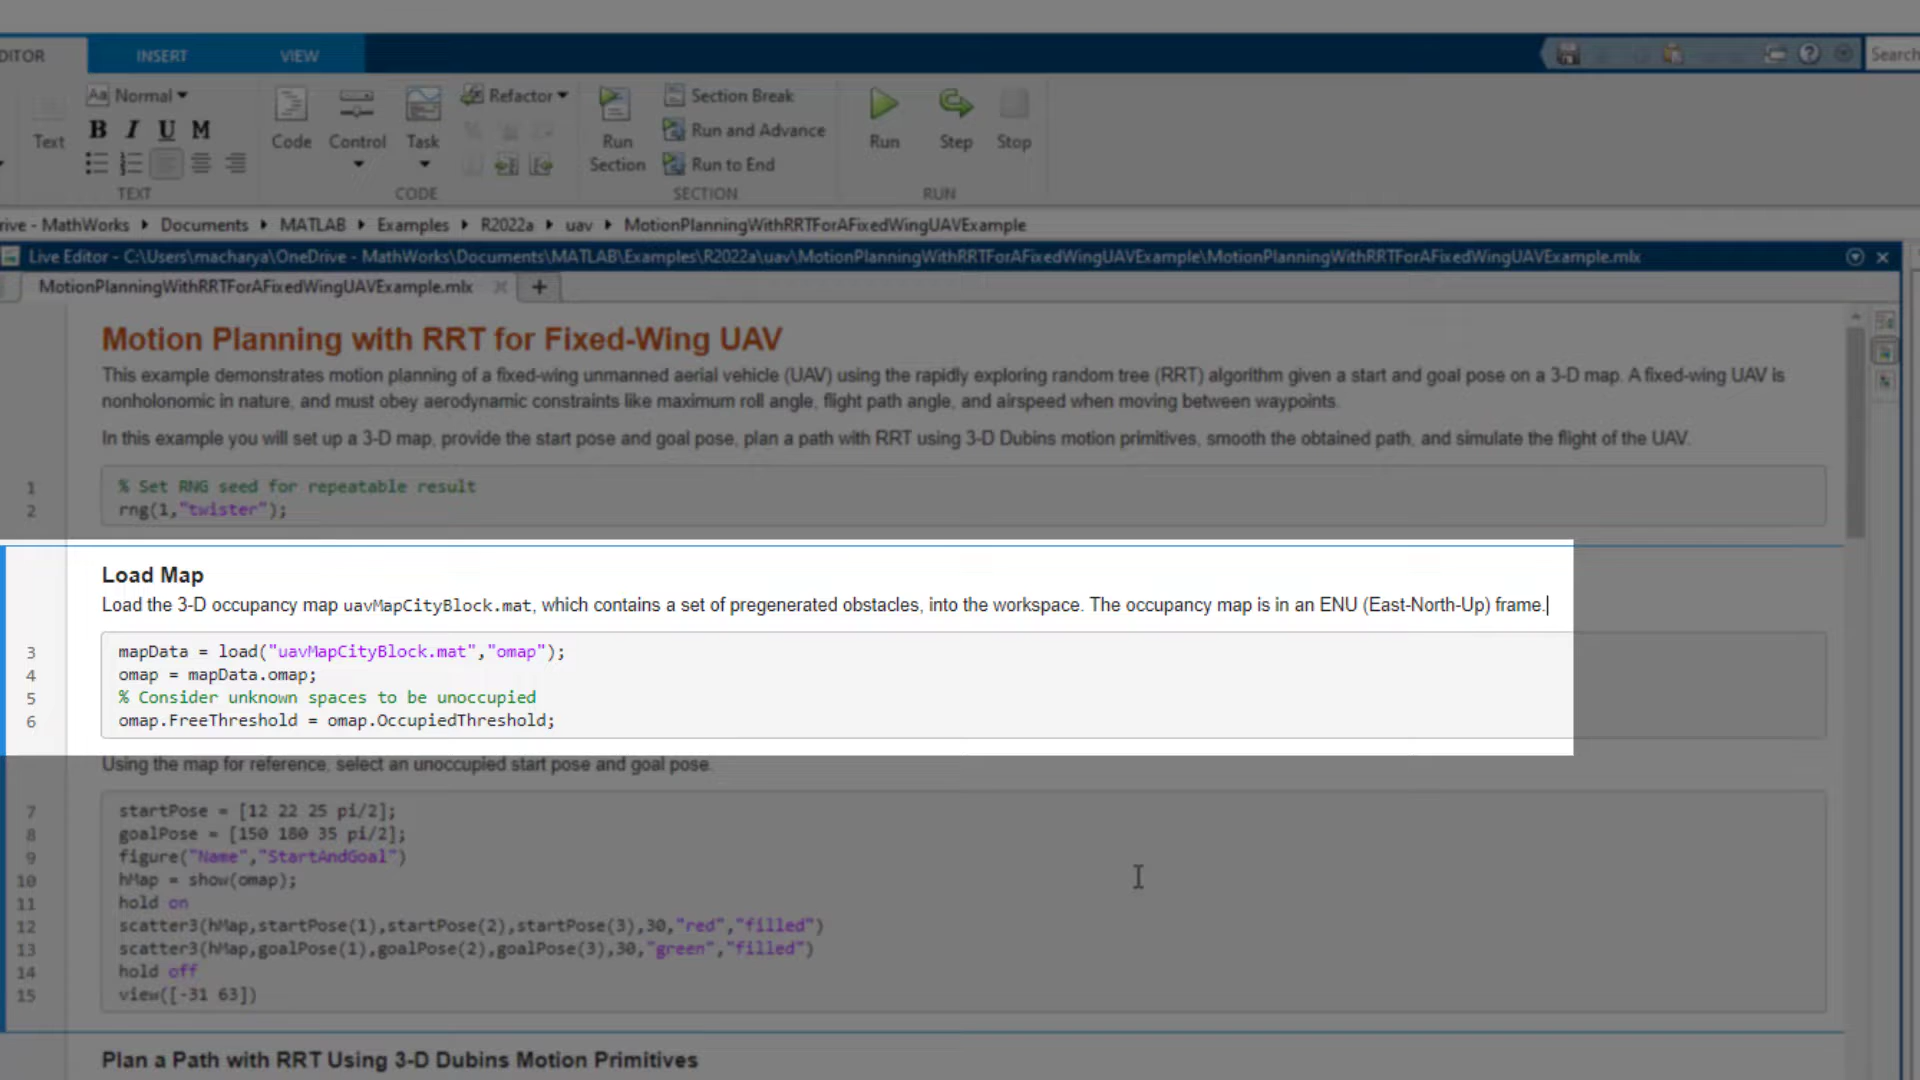 DITOR INSERT VIEW Search
Normal Refactor Section Break
Text B I U M Code Control Task Run Section Run and Advance Run Step Stop
Run to End
TEXT CODE SECTION RUN
rive - MathWorks Documents MATLAB Examples R2022a uav MotionPlanningWithRRTForAFixedWingUAVExample
Live Editor - C:\Users\macharya\OneDrive - MathWorks\Documents\MATLAB\Examples\R2022a\uav\MotionPlanningWithRRTForAFixedWingUAVExample\MotionPlanningWithRRTForAFixedWingUAVExample.mlx
MotionPlanningWithRRTForAFixedWingUAVExample.mlx +
Motion Planning with RRT for Fixed-Wing UAV
This example demonstrates motion planning of a fixed-wing unmanned aerial vehicle (UAV) using the rapidly exploring random tree (RRT) algorithm given a start and goal pose on a 3-D map. A fixed-wing UAV is
nonholonomic in nature, and must obey aerodynamic constraints like maximum roll angle, flight path angle, and airspeed when moving between waypoints.
In this example you will set up a 3-D map, provide the start pose and goal pose, plan a path with RRT using 3-D Dubins motion primitives, smooth the obtained path, and simulate the flight of the UAV.
1 % Set RNG seed for repeatable result
2 rng(1,"twister");
Load Map
Load the 3-D occupancy map uavMapCityBlock.mat, which contains a set of pregenerated obstacles, into the workspace. The occupancy map is in an ENU (East-North-Up) frame.
3 mapData = load("uavMapCityBlock.mat","omap");
4 omap = mapData.omap;
5 % Consider unknown spaces to be unoccupied
6 omap.FreeThreshold = omap.OccupiedThreshold;
Using the map for reference, select an unoccupied start pose and goal pose.
7 startPose = [12 22 25 pi/2];
8 goalPose = [150 180 35 pi/2];
9 figure("Name","StartAndGoal")
10 hMap = show(omap);
11 hold on
12 scatter3(hMap,startPose(1),startPose(2),startPose(3),30,"red","filled")
13 scatter3(hMap,goalPose(1),goalPose(2),goalPose(3),30,"green","filled")
14 hold off
15 view([-31 63])
Plan a Path with RRT Using 3-D Dubins Motion Primitives